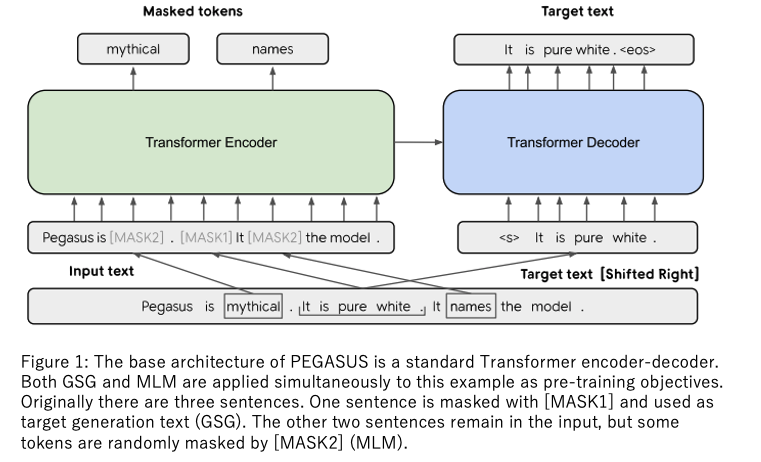 Masked tokens
Target text
mythical
names
It is pure white . <eos>
Transformer Encoder
Transformer Decoder
Pegasus is [MASK2] . [MASK1] It [MASK2] the model .
<s> It is pure white .
Input text
Target text [Shifted Right]
Pegasus is mythical . It is pure white . It names the model .
Figure 1: The base architecture of PEGASUS is a standard Transformer encoder-decoder.
Both GSG and MLM are applied simultaneously to this example as pre-training objectives.
Originally there are three sentences. One sentence is masked with [MASK1] and used as
target generation text (GSG). The other two sentences remain in the input, but some
tokens are randomly masked by [MASK2] (MLM).